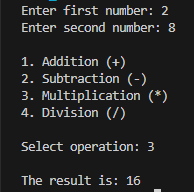 Enter first number: 2
Enter second number: 8
1. Addition (+)
2. Subtraction (-)
3. Multiplication (*)
4. Division (/)
Select operation: 3
The result is: 16